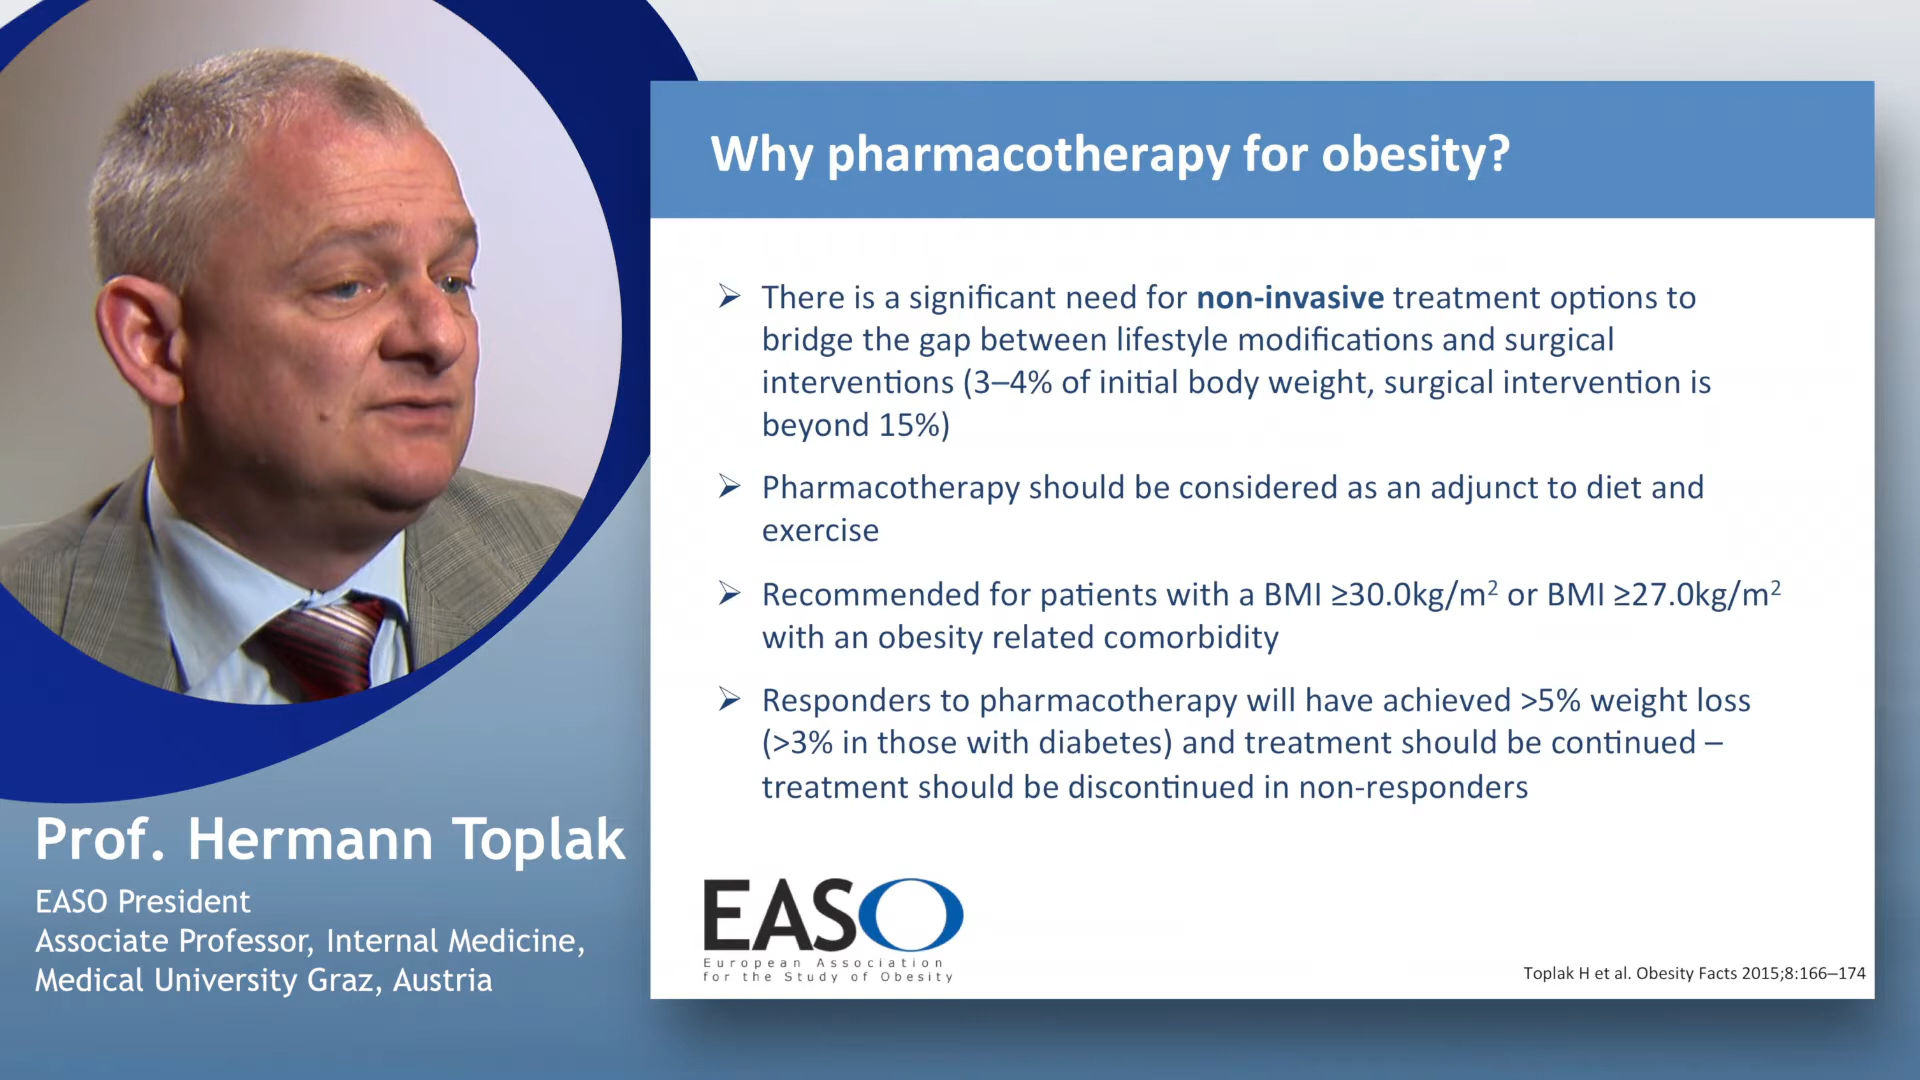 Why pharmacotherapy for obesity?
➢ There is a significant need for non-invasive treatment options to
bridge the gap between lifestyle modifications and surgical
interventions (3–4% of initial body weight, surgical intervention is
beyond 15%)
➢ Pharmacotherapy should be considered as an adjunct to diet and
exercise
➢ Recommended for patients with a BMI ≥30.0kg/m² or BMI ≥27.0kg/m²
with an obesity related comorbidity
➢ Responders to pharmacotherapy will have achieved >5% weight loss
(>3% in those with diabetes) and treatment should be continued –
treatment should be discontinued in non-responders
EASO
European Association
for the Study of Obesity
Toplak H et al. Obesity Facts 2015;8:166–174
Prof. Hermann Toplak
EASO President
Associate Professor, Internal Medicine,
Medical University Graz, Austria